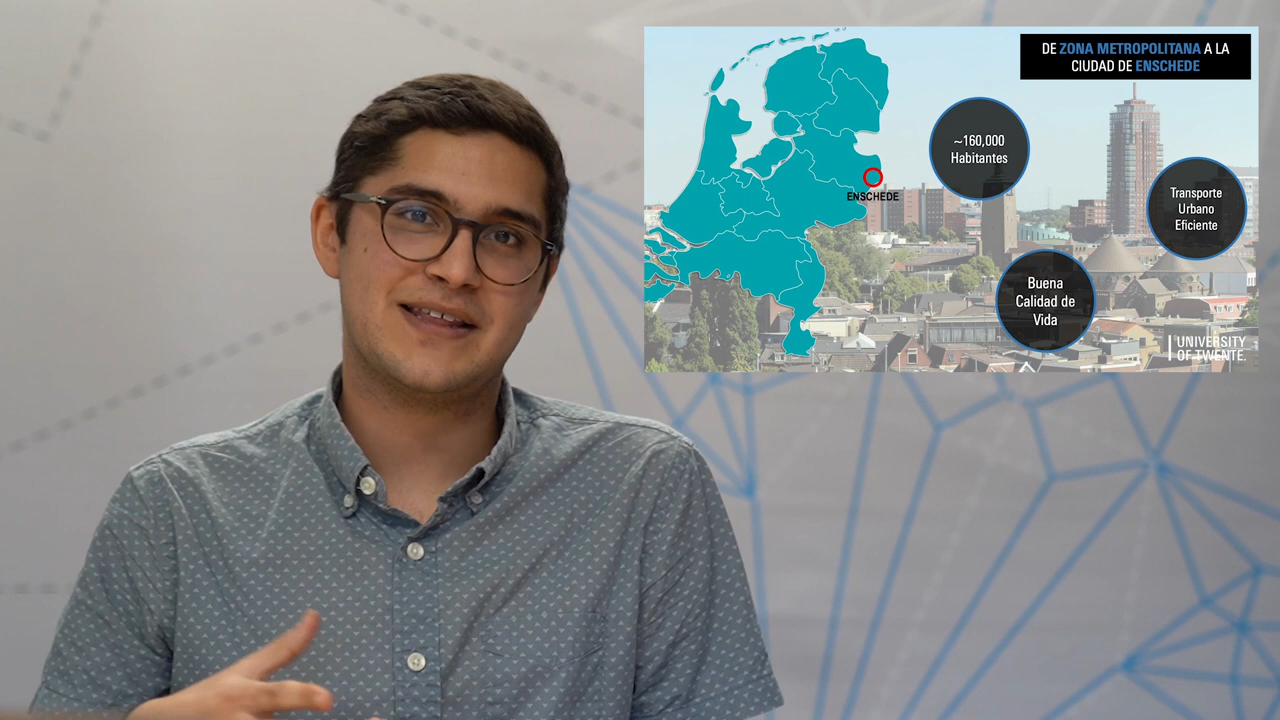 DE ZONA METROPOLITANA A LA
CIUDAD DE ENSCHEDE
~160,000
Habitantes
Transporte
Urbano
Eficiente
ENSCHEDE
Buena
Calidad de
Vida
UNIVERSITY
OF TWENTE.